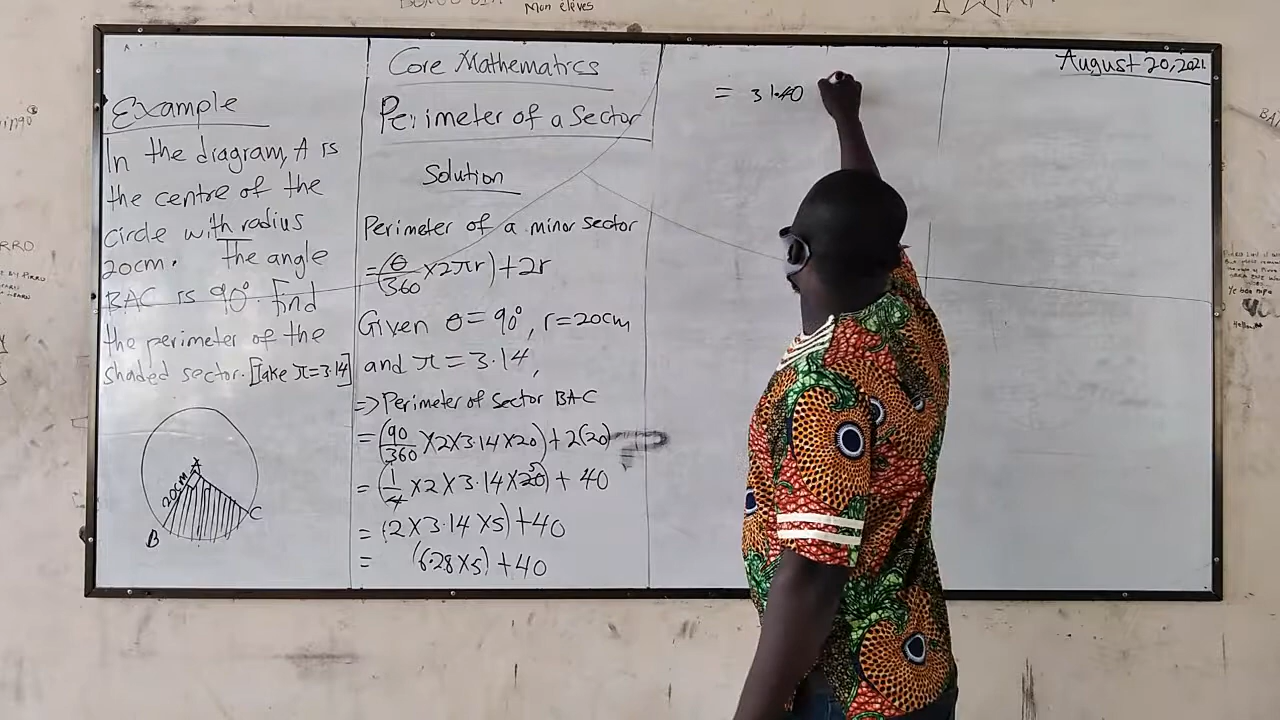 Mon élèves
Example
In the diagram, A is
the centre of the
circle with radius
20cm. The angle
BAC is 90°. Find
the perimeter of the
shaded sector. [Take π=3.14]
A
20cm
B
C
Core Mathematics
Perimeter of a Sector
Solution
Perimeter of a minor sector
=(θ/360 ×2πr)+2r
Given θ=90°, r=20cm
and π=3.14,
=> Perimeter of Sector BAC
=(90/360 ×2×3.14×20)+2(20)
=(1/4 ×2×3.14×20 5)+ 40
=(2×3.14×5)+40
= (6.28×5)+40
= 31.40
August 20, 2021